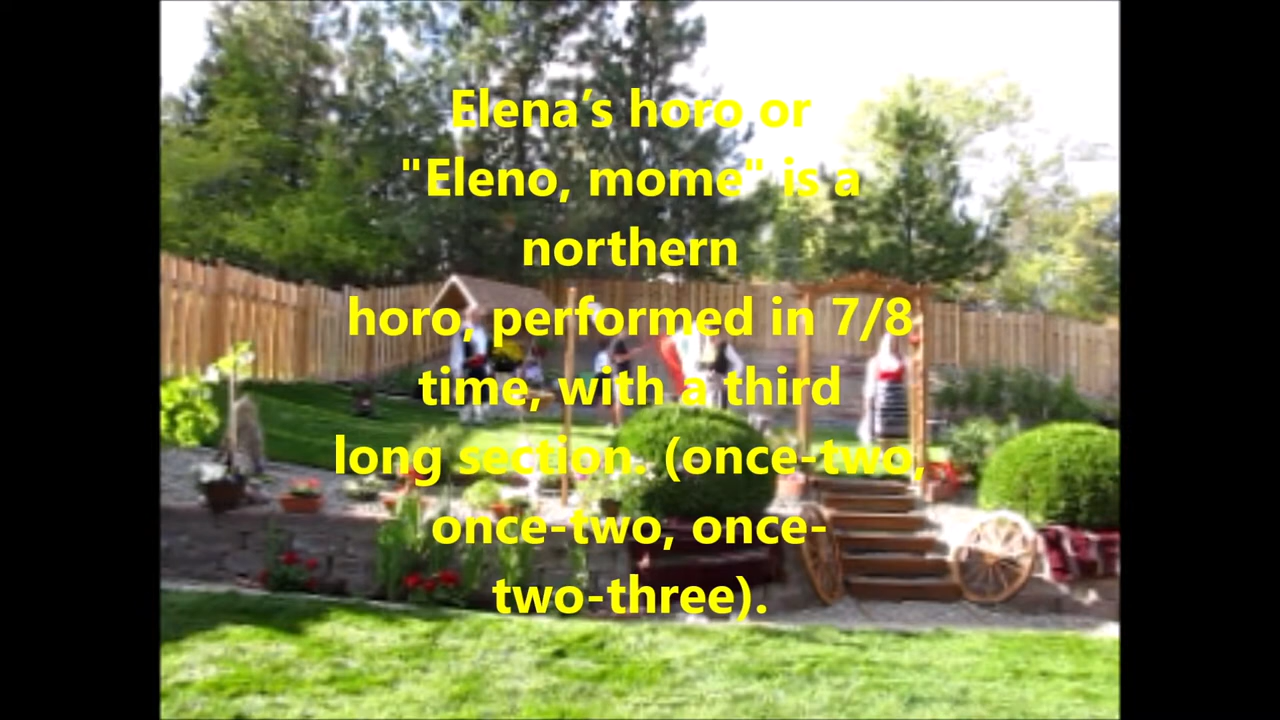 Elena’s horo or
"Eleno, mome" is a
northern
horo, performed in 7/8
time, with a third
long section. (once-two,
once-two, once-
two-three).